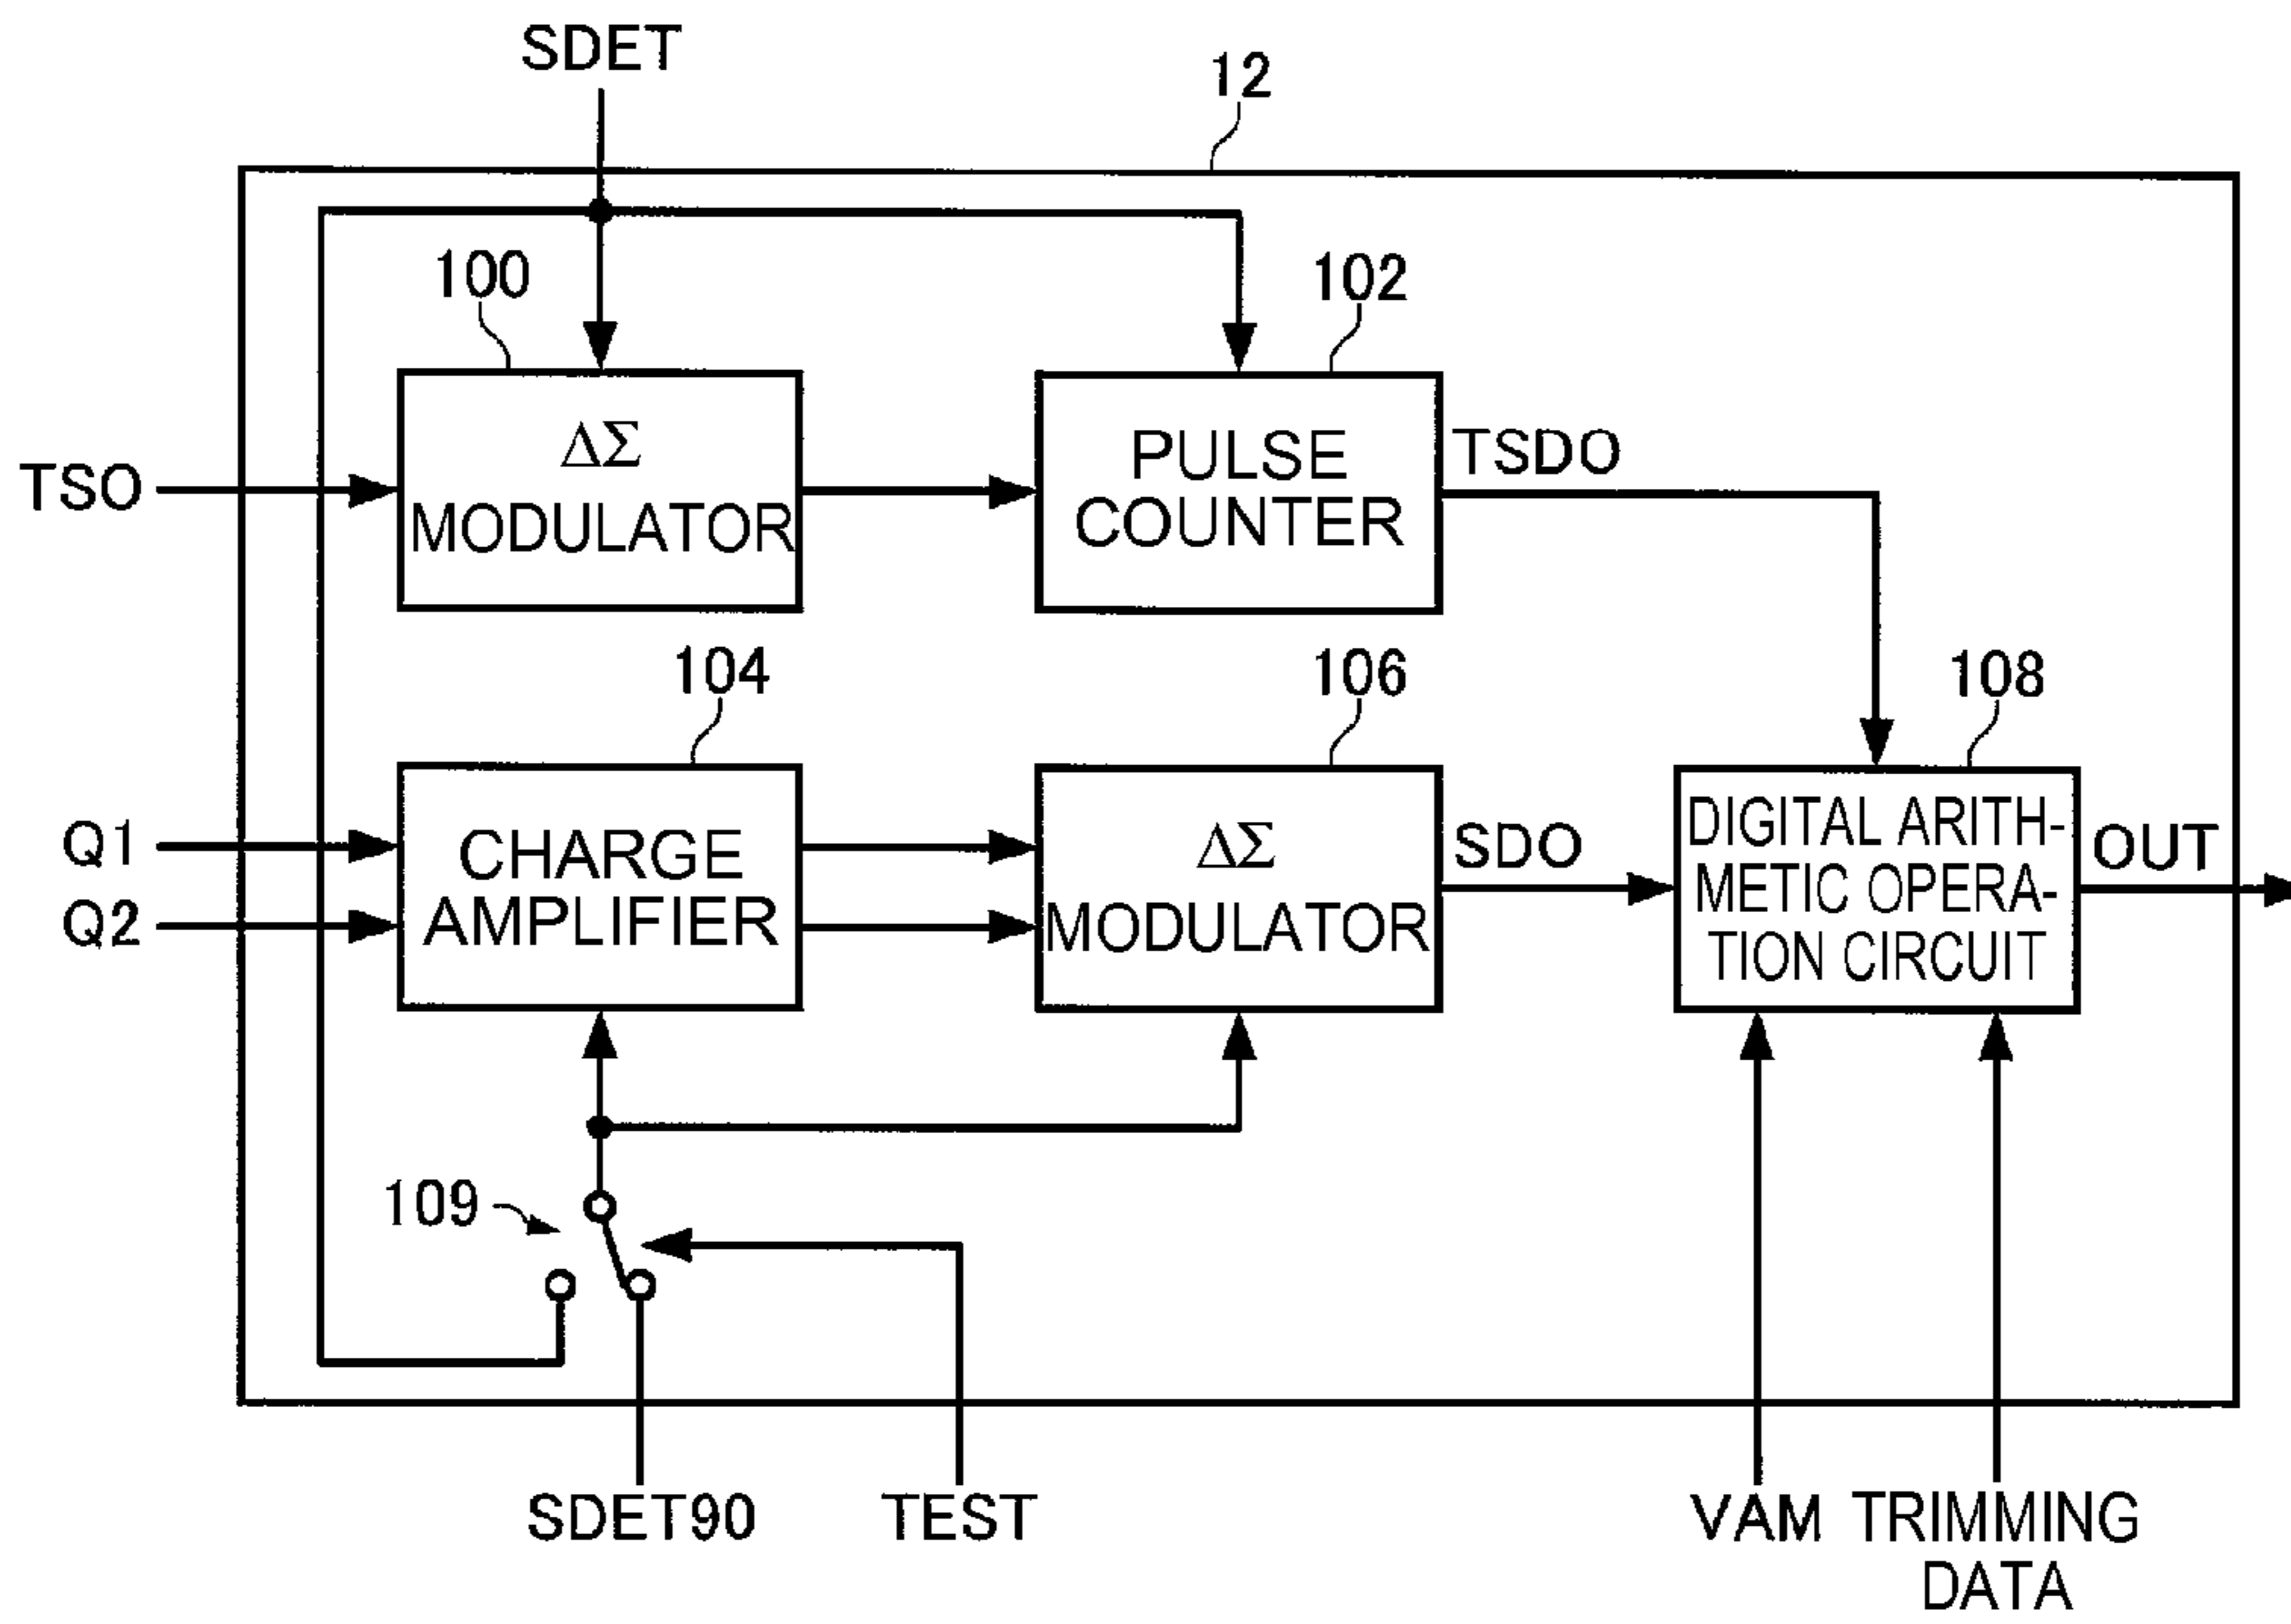 SDET
12
100
102
TSO
ΔΣ
MODULATOR
PULSE
COUNTER
TSDO
104
106
108
Q1
Q2
CHARGE
AMPLIFIER
ΔΣ
MODULATOR
SDO
DIGITAL ARITH-
METIC OPERA-
TION CIRCUIT
OUT
109
SDET90
TEST
VAM
TRIMMING
DATA